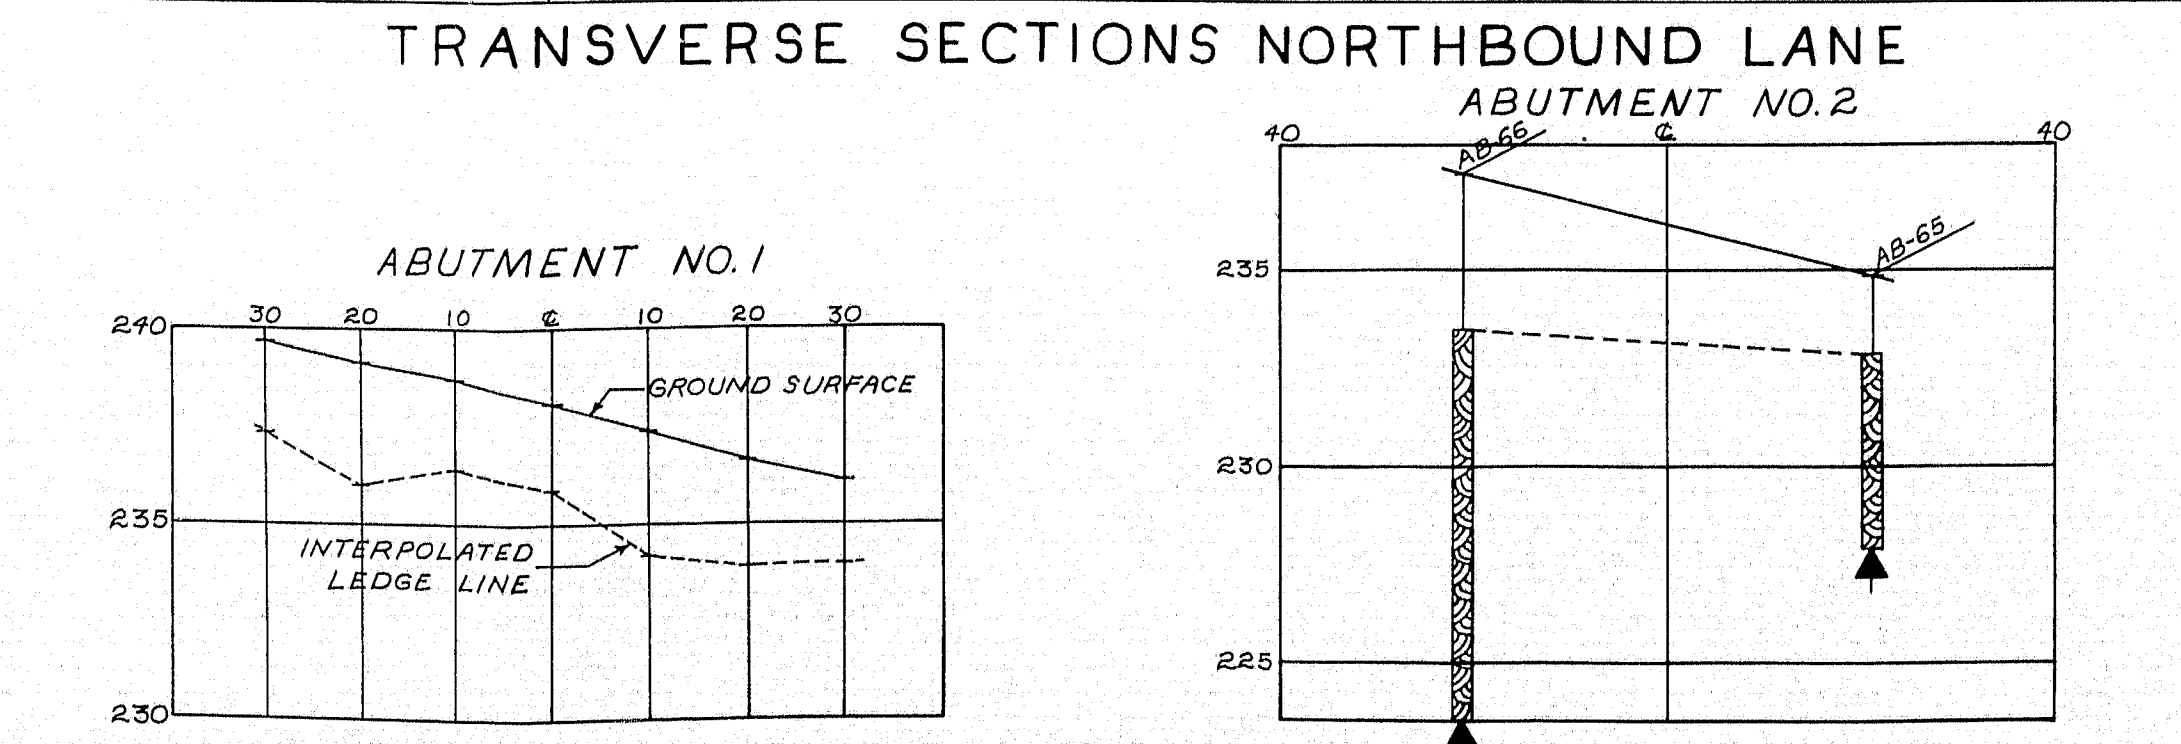 TRANSVERSE SECTIONS NORTHBOUND LANE
ABUTMENT NO. 1
30 20 10 ℄ 10 20 30
240
GROUND SURFACE
235
INTERPOLATED
LEDGE LINE
230
ABUTMENT NO. 2
40 ℄ 40
AB-66
AB-65
235
230
225